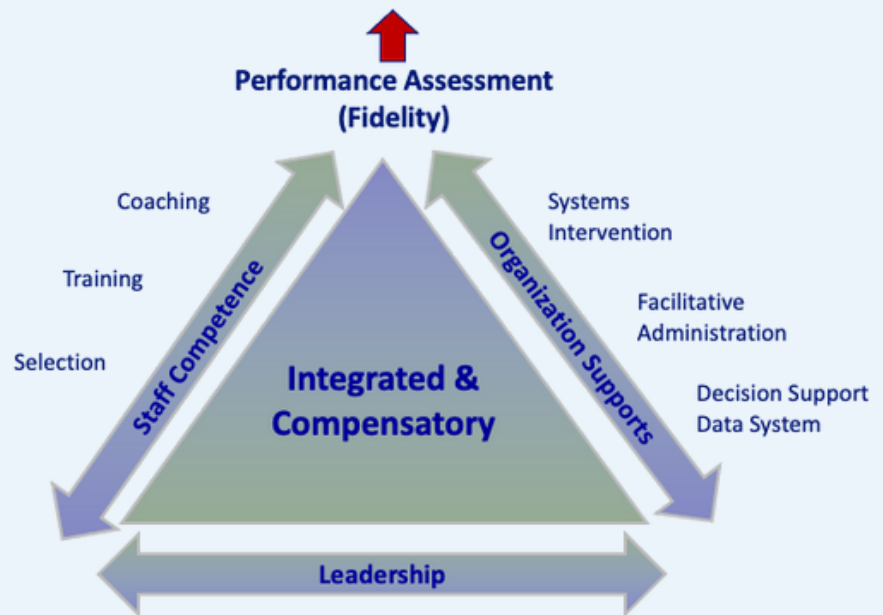 Performance Assessment
(Fidelity)
Coaching
Training
Selection
Staff Competence
Systems
Intervention
Facilitative
Administration
Decision Support
Data System
Organization Supports
Integrated &
Compensatory
Leadership